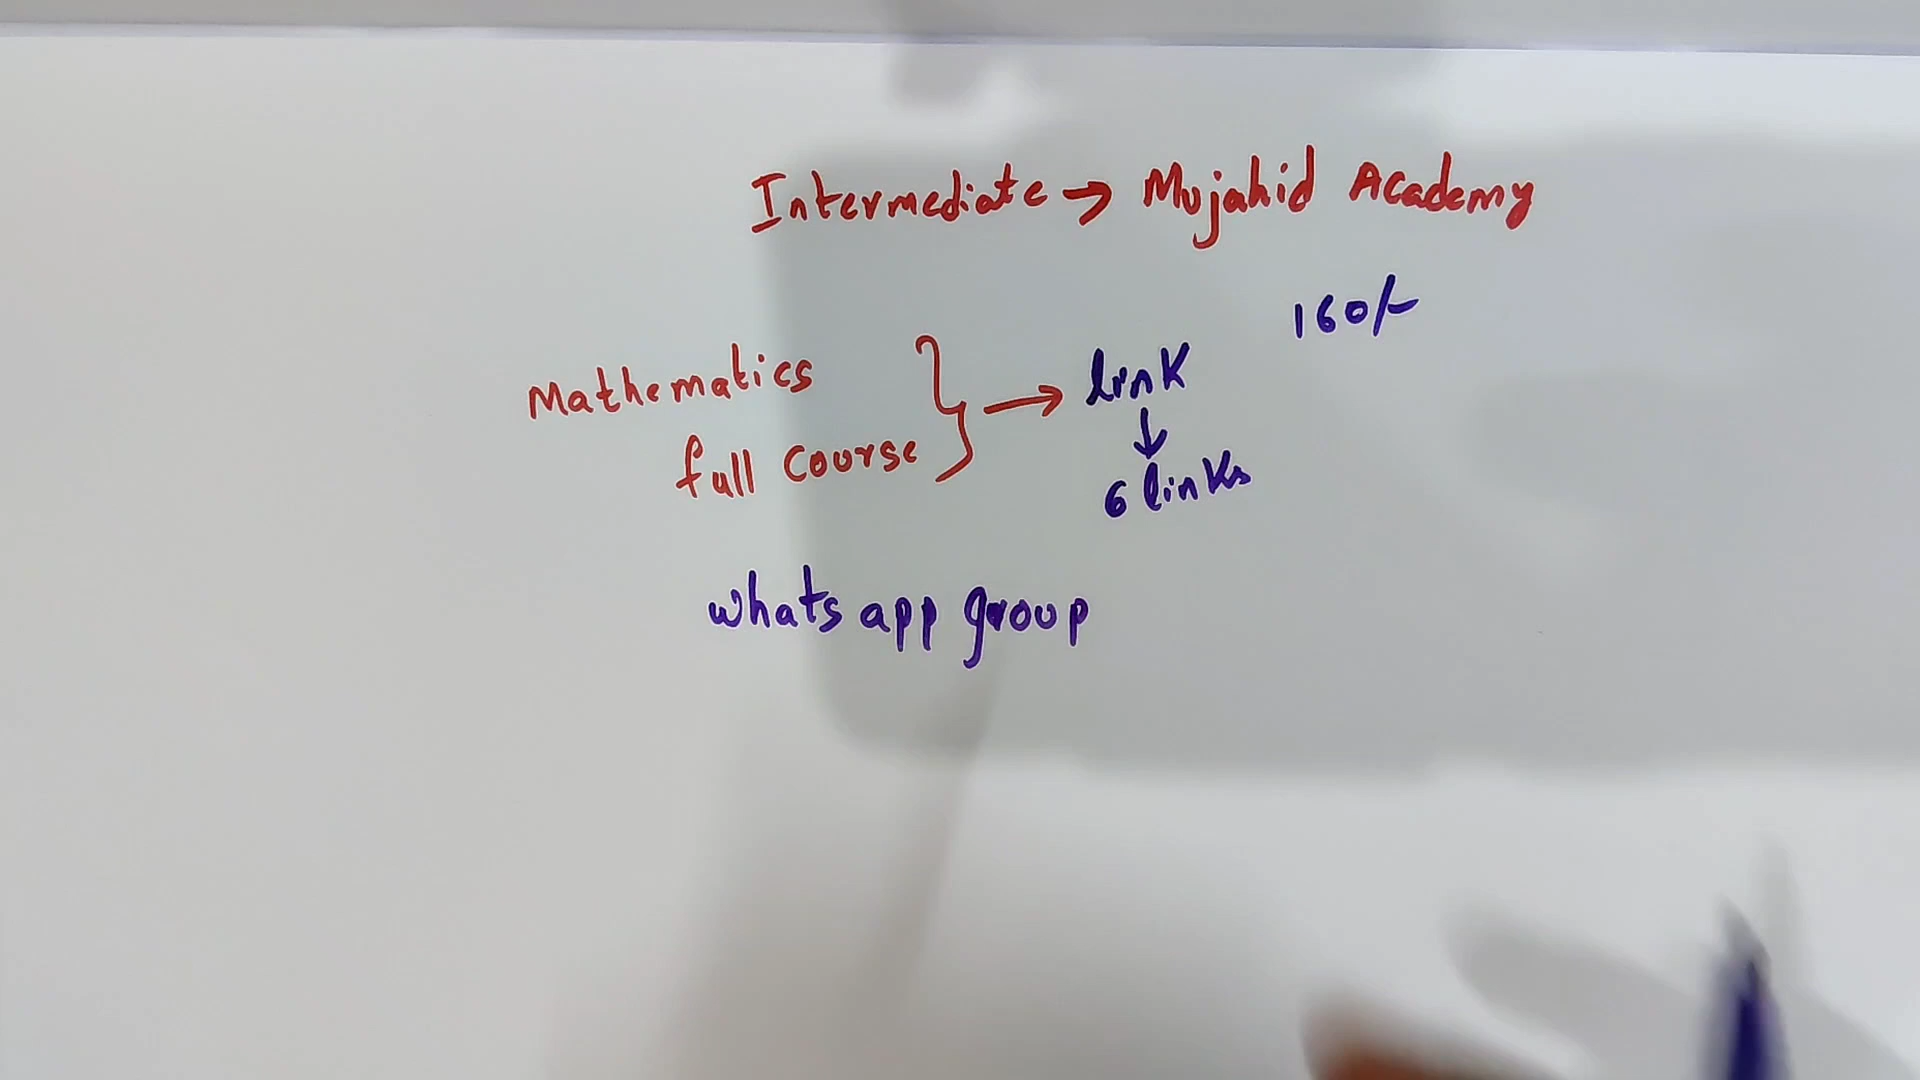 Intermediate → Mujahid Academy
160/-
Mathematics
full course } → link
↓
6 links
whats app group